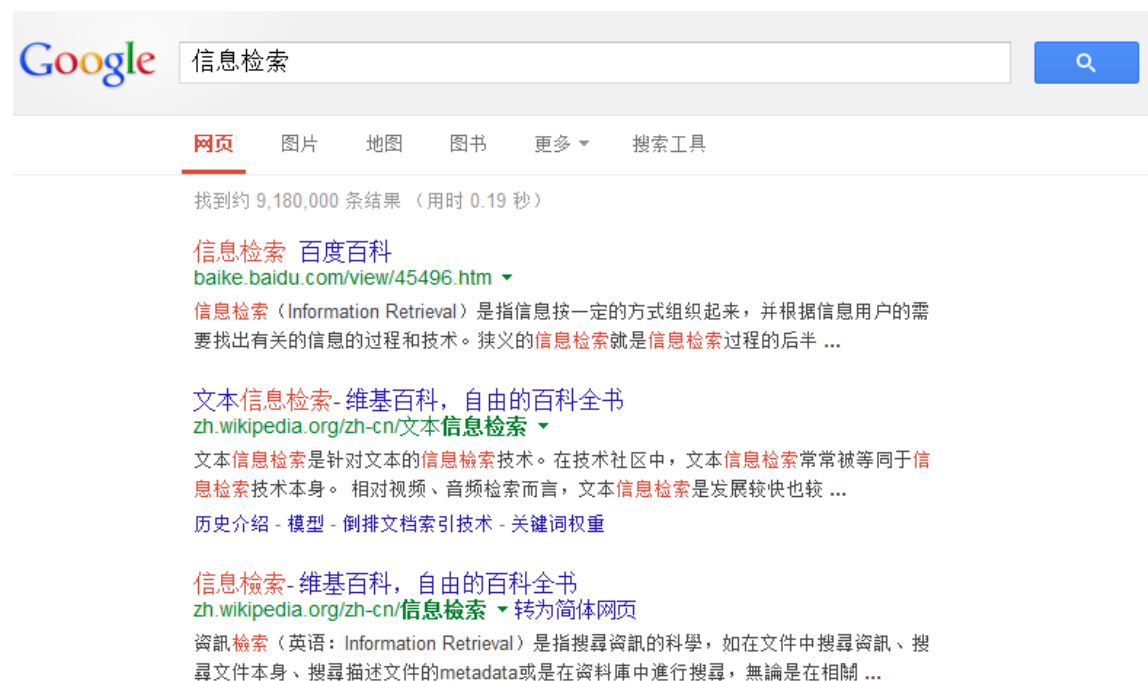 Google 信息检索
网页 图片 地图 图书 更多 搜索工具
找到约 9,180,000 条结果 （用时 0.19 秒）
信息检索 百度百科
baike.baidu.com/view/45496.htm
信息检索（Information Retrieval）是指信息按一定的方式组织起来，并根据信息用户的需
要找出有关的信息的过程和技术。狭义的信息检索就是信息检索过程的后半 ...
文本信息检索- 维基百科，自由的百科全书
zh.wikipedia.org/zh-cn/文本信息检索
文本信息检索是针对文本的信息檢索技术。在技术社区中，文本信息检索常常被等同于信
息检索技术本身。 相对视频、音频检索而言，文本信息检索是发展较快也较 ...
历史介绍 - 模型 - 倒排文档索引技术 - 关键词权重
信息檢索- 维基百科，自由的百科全书
zh.wikipedia.org/zh-cn/信息檢索 转为简体网页
資訊檢索（英语：Information Retrieval）是指搜尋資訊的科學，如在文件中搜尋資訊、搜
尋文件本身、搜尋描述文件的metadata或是在資料庫中進行搜尋，無論是在相關 ...